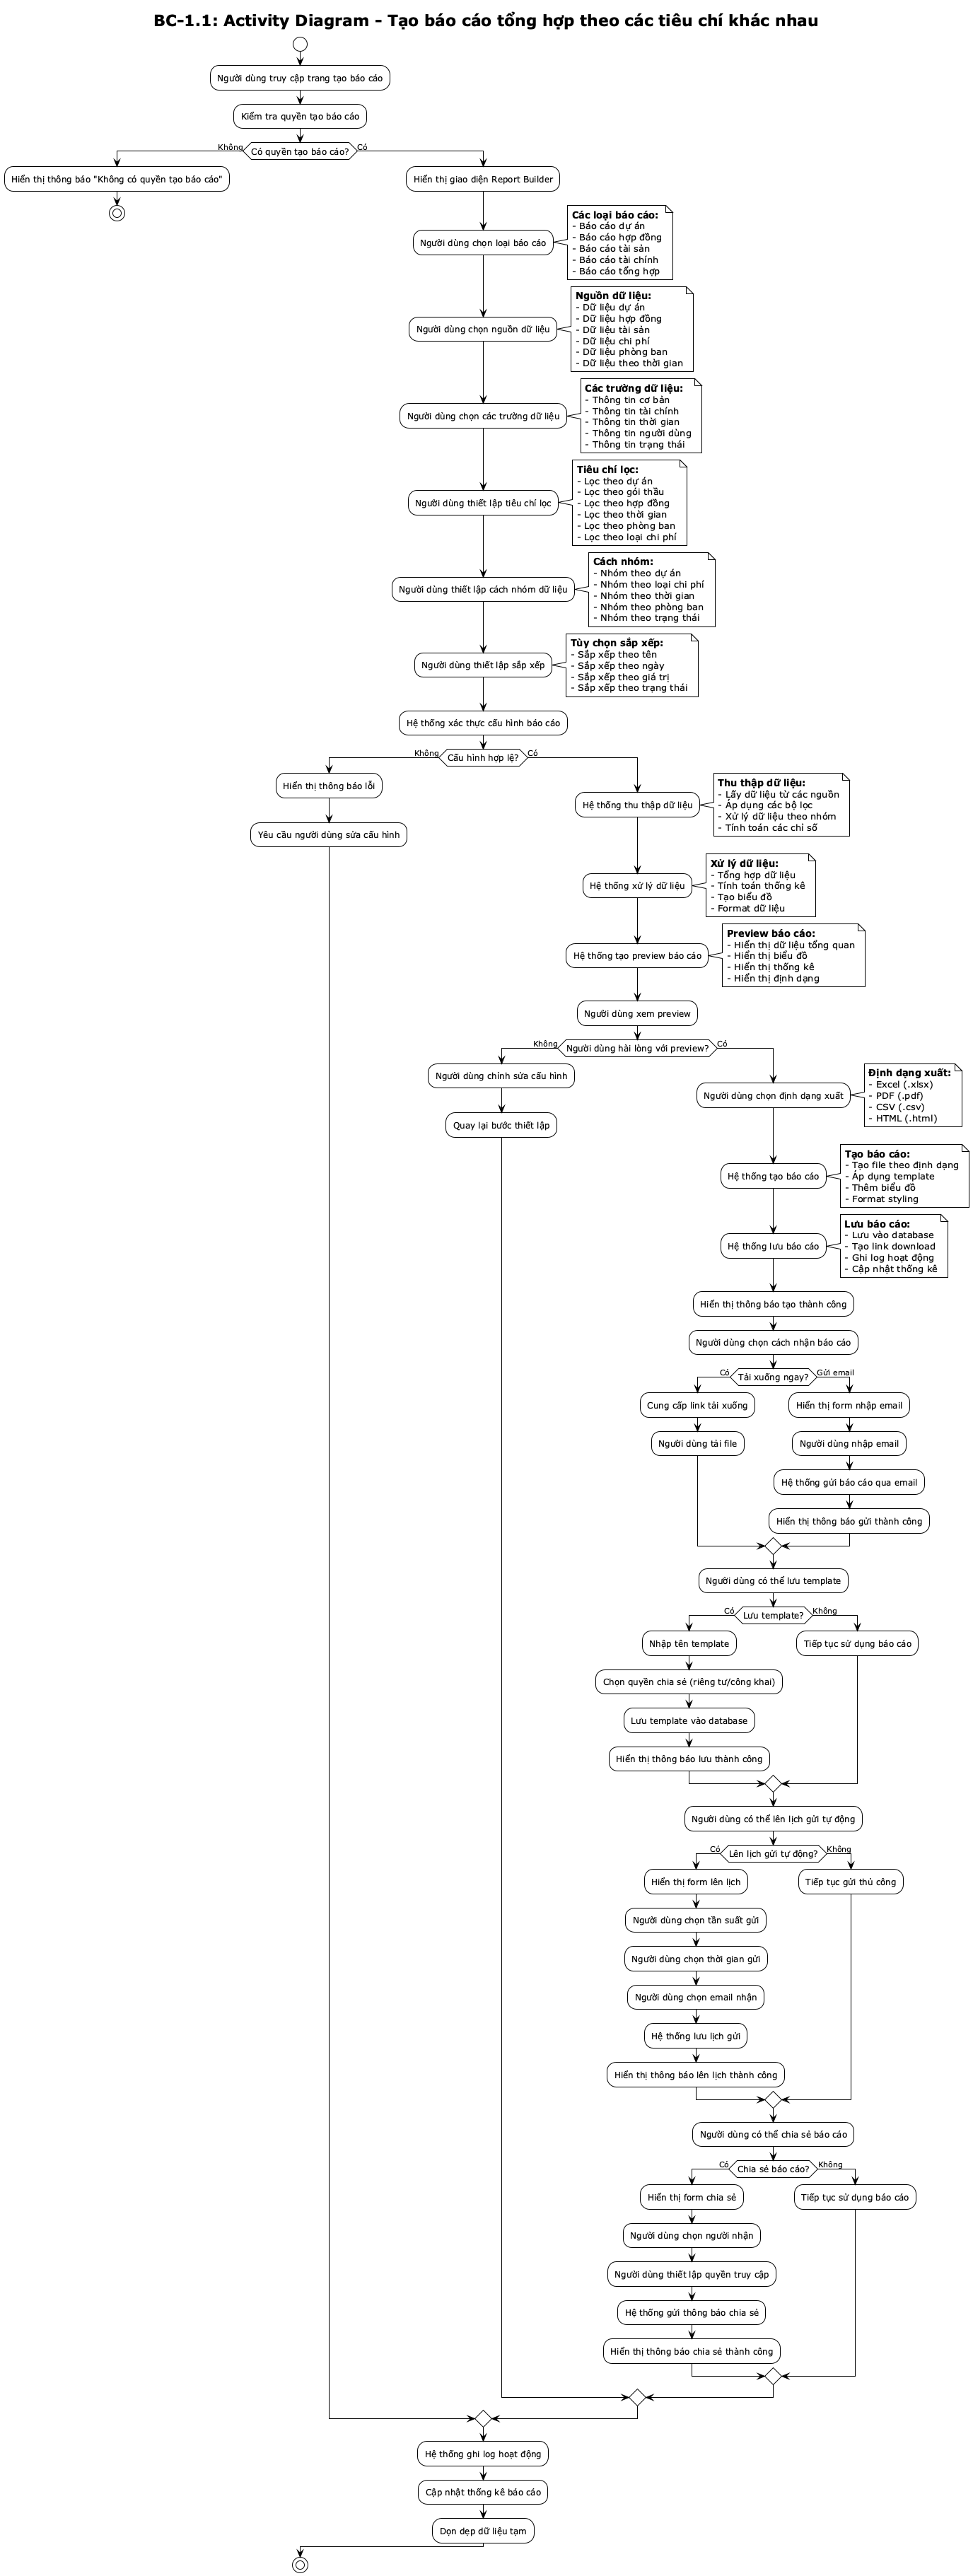 BC-1.1: Activity Diagram - Tạo báo cáo tổng hợp theo các tiêu chí khác nhau
Người dùng truy cập trang tạo báo cáo
Kiểm tra quyền tạo báo cáo
Có quyền tạo báo cáo?
Không
Có
Hiển thị thông báo "Không có quyền tạo báo cáo"
Hiển thị giao diện Report Builder
Người dùng chọn loại báo cáo
Các loại báo cáo:
- Báo cáo dự án
- Báo cáo hợp đồng
- Báo cáo tài sản
- Báo cáo tài chính
- Báo cáo tổng hợp
Người dùng chọn nguồn dữ liệu
Nguồn dữ liệu:
- Dữ liệu dự án
- Dữ liệu hợp đồng
- Dữ liệu tài sản
- Dữ liệu chi phí
- Dữ liệu phòng ban
- Dữ liệu theo thời gian
Người dùng chọn các trường dữ liệu
Các trường dữ liệu:
- Thông tin cơ bản
- Thông tin tài chính
- Thông tin thời gian
- Thông tin người dùng
- Thông tin trạng thái
Người dùng thiết lập tiêu chí lọc
Tiêu chí lọc:
- Lọc theo dự án
- Lọc theo gói thầu
- Lọc theo hợp đồng
- Lọc theo thời gian
- Lọc theo phòng ban
- Lọc theo loại chi phí
Người dùng thiết lập cách nhóm dữ liệu
Cách nhóm:
- Nhóm theo dự án
- Nhóm theo loại chi phí
- Nhóm theo thời gian
- Nhóm theo phòng ban
- Nhóm theo trạng thái
Người dùng thiết lập sắp xếp
Tùy chọn sắp xếp:
- Sắp xếp theo tên
- Sắp xếp theo ngày
- Sắp xếp theo giá trị
- Sắp xếp theo trạng thái
Hệ thống xác thực cấu hình báo cáo
Cấu hình hợp lệ?
Không
Có
Hiển thị thông báo lỗi
Yêu cầu người dùng sửa cấu hình
Hệ thống thu thập dữ liệu
Thu thập dữ liệu:
- Lấy dữ liệu từ các nguồn
- Áp dụng các bộ lọc
- Xử lý dữ liệu theo nhóm
- Tính toán các chỉ số
Hệ thống xử lý dữ liệu
Xử lý dữ liệu:
- Tổng hợp dữ liệu
- Tính toán thống kê
- Tạo biểu đồ
- Format dữ liệu
Hệ thống tạo preview báo cáo
Preview báo cáo:
- Hiển thị dữ liệu tổng quan
- Hiển thị biểu đồ
- Hiển thị thống kê
- Hiển thị định dạng
Người dùng xem preview
Người dùng hài lòng với preview?
Không
Có
Người dùng chỉnh sửa cấu hình
Quay lại bước thiết lập
Người dùng chọn định dạng xuất
Định dạng xuất:
- Excel (.xlsx)
- PDF (.pdf)
- CSV (.csv)
- HTML (.html)
Hệ thống tạo báo cáo
Tạo báo cáo:
- Tạo file theo định dạng
- Áp dụng template
- Thêm biểu đồ
- Format styling
Hệ thống lưu báo cáo
Lưu báo cáo:
- Lưu vào database
- Tạo link download
- Ghi log hoạt động
- Cập nhật thống kê
Hiển thị thông báo tạo thành công
Người dùng chọn cách nhận báo cáo
Tải xuống ngay?
Có
Gửi email
Cung cấp link tải xuống
Người dùng tải file
Hiển thị form nhập email
Người dùng nhập email
Hệ thống gửi báo cáo qua email
Hiển thị thông báo gửi thành công
Người dùng có thể lưu template
Lưu template?
Có
Không
Nhập tên template
Chọn quyền chia sẻ (riêng tư/công khai)
Lưu template vào database
Hiển thị thông báo lưu thành công
Tiếp tục sử dụng báo cáo
Người dùng có thể lên lịch gửi tự động
Lên lịch gửi tự động?
Có
Không
Hiển thị form lên lịch
Người dùng chọn tần suất gửi
Người dùng chọn thời gian gửi
Người dùng chọn email nhận
Hệ thống lưu lịch gửi
Hiển thị thông báo lên lịch thành công
Tiếp tục gửi thủ công
Người dùng có thể chia sẻ báo cáo
Chia sẻ báo cáo?
Có
Không
Hiển thị form chia sẻ
Người dùng chọn người nhận
Người dùng thiết lập quyền truy cập
Hệ thống gửi thông báo chia sẻ
Hiển thị thông báo chia sẻ thành công
Tiếp tục sử dụng báo cáo
Hệ thống ghi log hoạt động
Cập nhật thống kê báo cáo
Dọn dẹp dữ liệu tạm